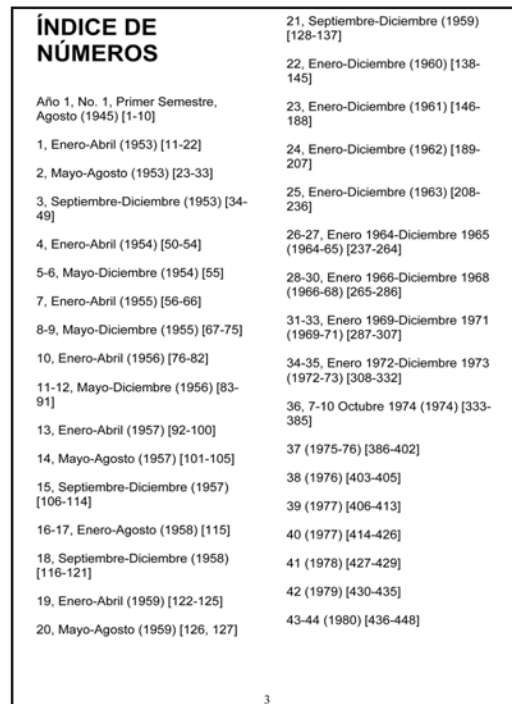 ÍNDICE DE
NÚMEROS
Año 1, No. 1, Primer Semestre,
Agosto (1945) [1-10]
1, Enero-Abril (1953) [11-22]
2, Mayo-Agosto (1953) [23-33]
3, Septiembre-Diciembre (1953) [34-
49]
4, Enero-Abril (1954) [50-54]
5-6, Mayo-Diciembre (1954) [55]
7, Enero-Abril (1955) [56-66]
8-9, Mayo-Diciembre (1955) [67-75]
10, Enero-Abril (1956) [76-82]
11-12, Mayo-Diciembre (1956) [83-
91]
13, Enero-Abril (1957) [92-100]
14, Mayo-Agosto (1957) [101-105]
15, Septiembre-Diciembre (1957)
[106-114]
16-17, Enero-Agosto (1958) [115]
18, Septiembre-Diciembre (1958)
[116-121]
19, Enero-Abril (1959) [122-125]
20, Mayo-Agosto (1959) [126, 127]
21, Septiembre-Diciembre (1959)
[128-137]
22, Enero-Diciembre (1960) [138-
145]
23, Enero-Diciembre (1961) [146-
188]
24, Enero-Diciembre (1962) [189-
207]
25, Enero-Diciembre (1963) [208-
236]
26-27, Enero 1964-Diciembre 1965
(1964-65) [237-264]
28-30, Enero 1966-Diciembre 1968
(1966-68) [265-286]
31-33, Enero 1969-Diciembre 1971
(1969-71) [287-307]
34-35, Enero 1972-Diciembre 1973
(1972-73) [308-332]
36, 7-10 Octubre 1974 (1974) [333-
385]
37 (1975-76) [386-402]
38 (1976) [403-405]
39 (1977) [406-413]
40 (1977) [414-426]
41 (1978) [427-429]
42 (1979) [430-435]
43-44 (1980) [436-448]
3